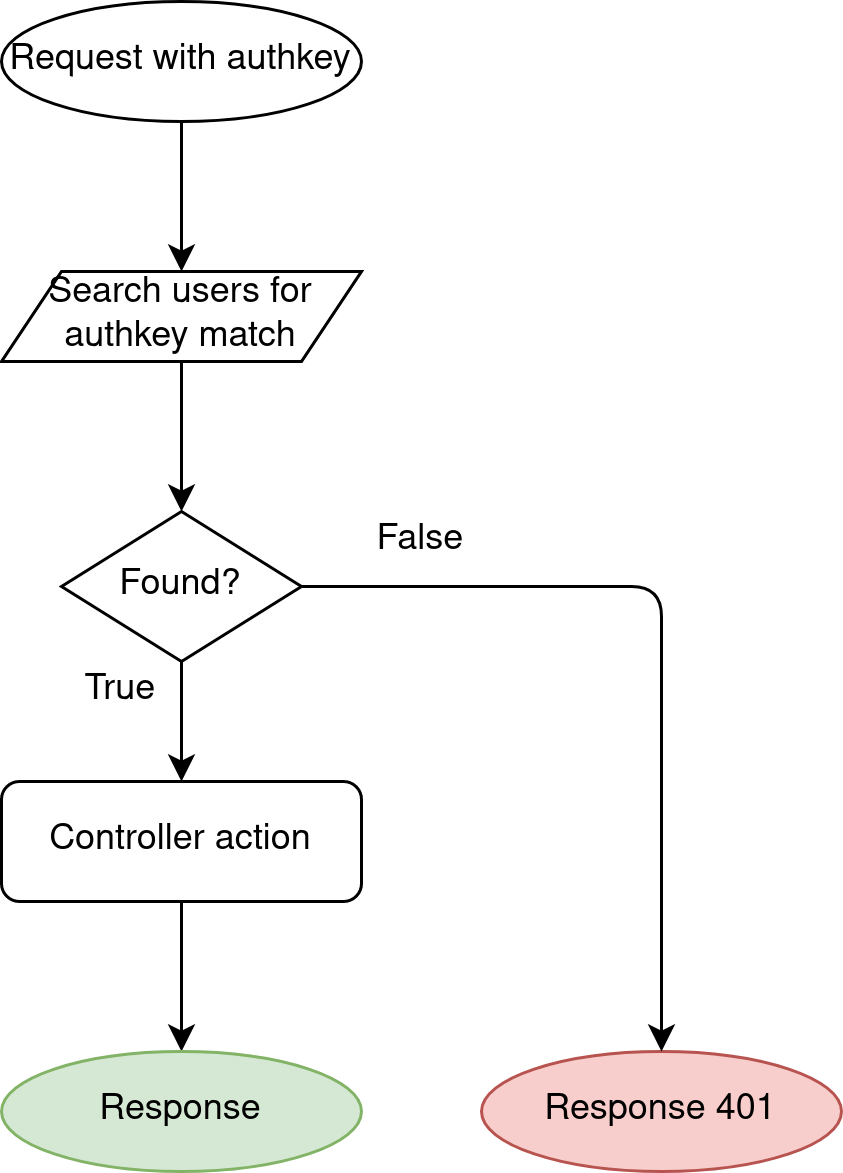 Request with authkey
Search users for
authkey match
Found?
False
True
Controller action
Response
Response 401